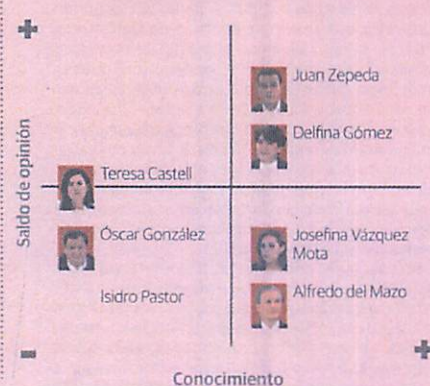 +
Juan Zepeda
Delfina Gómez
Saldo de opinión
Teresa Castell
Óscar González
Josefina Vázquez
Mota
Isidro Pastor
Alfredo del Mazo
-
+
Conocimiento